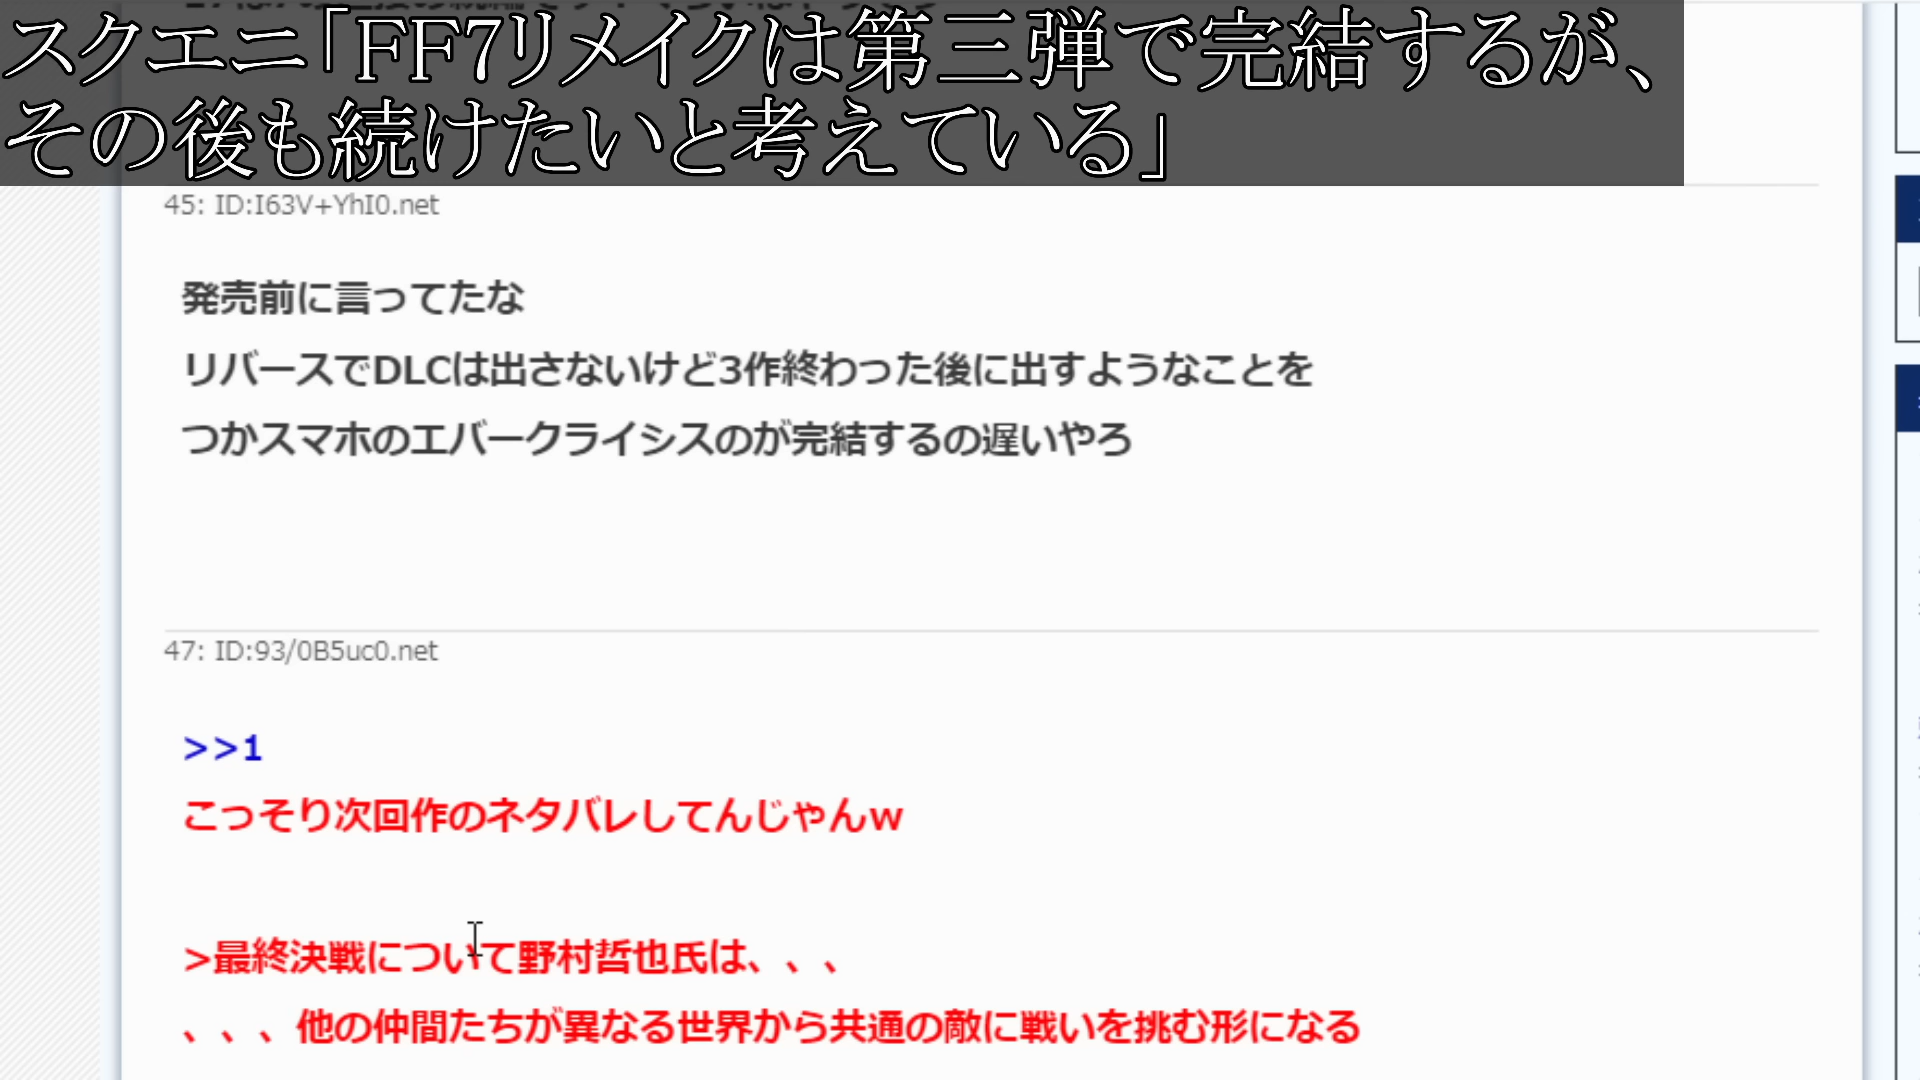 スクエニ「FF7リメイクは第三弾で完結するが、
その後も続けたいと考えている」
45: ID:I63V+YhI0.net
発売前に言ってたな
リバースでDLCは出さないけど3作終わった後に出すようなことを
つかスマホのエバークライシスのが完結するの遅いやろ
47: ID:93/0B5uc0.net
>>1
こっそり次回作のネタバレしてんじゃんw
>最終決戦について野村哲也氏は、、、
、、、他の仲間たちが異なる世界から共通の敵に戦いを挑む形になる